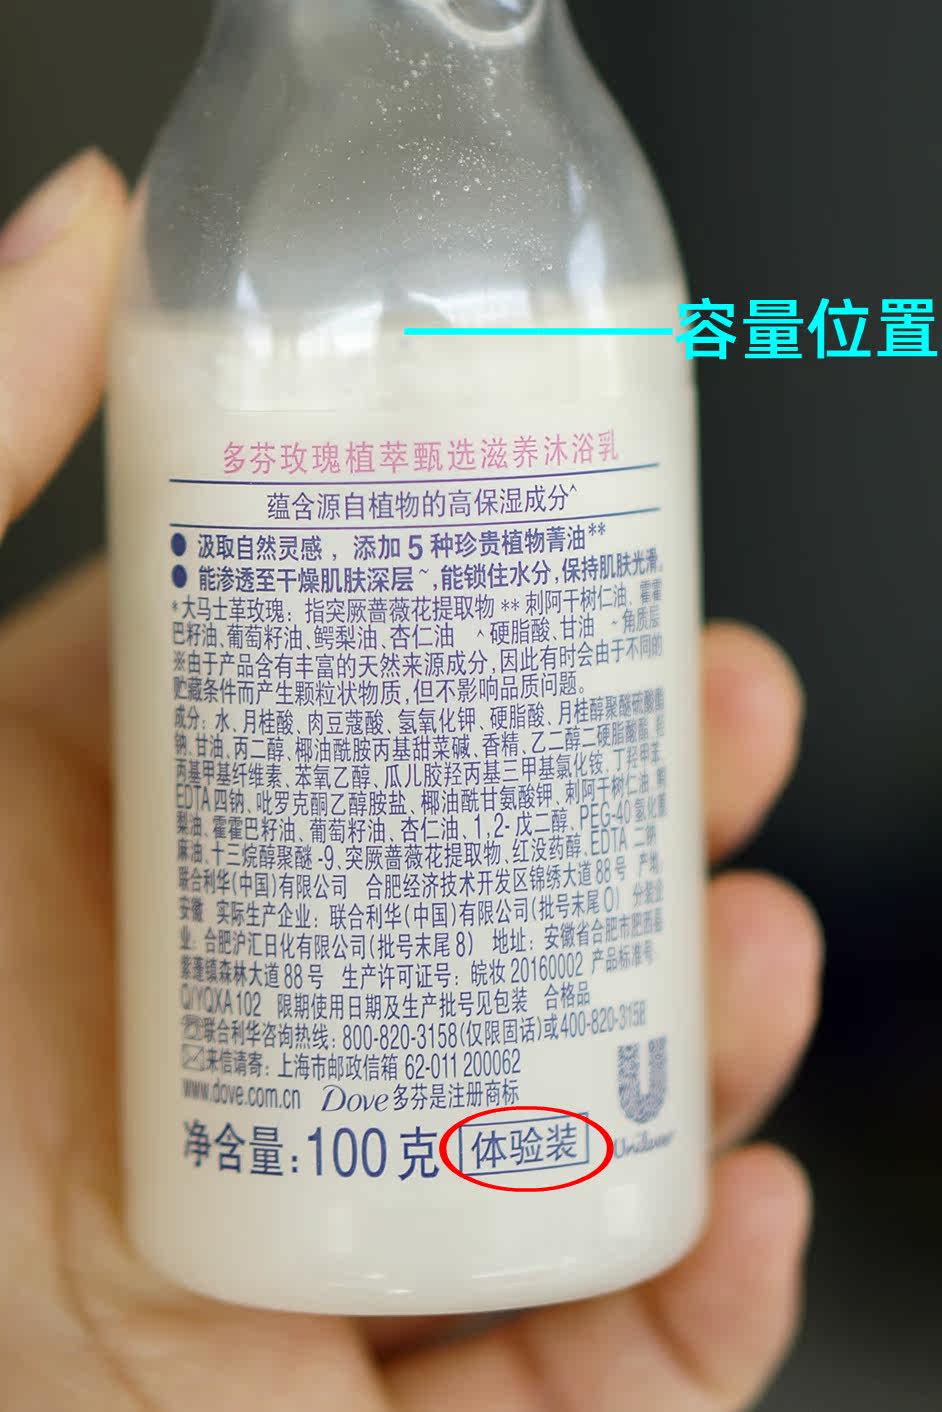 容量位置
多芬玫瑰植萃甄选滋养沐浴乳
蕴含源自植物的高保湿成分^
● 汲取自然灵感，添加5种珍贵植物菁油**
● 能渗透至干燥肌肤深层~,能锁住水分,保持肌肤光滑。
*大马士革玫瑰：指突厥蔷薇花提取物 **刺阿干树仁油、霍霍
巴籽油、葡萄籽油、鳄梨油、杏仁油 ^硬脂酸、甘油 ~角质层
※由于产品含有丰富的天然来源成分,因此有时会由于不同的
贮藏条件而产生颗粒状物质,但不影响品质问题。
成分：水、月桂酸、肉豆蔻酸、氢氧化钾、硬脂酸、月桂醇聚醚硫酸酯
钠、甘油、丙二醇、椰油酰胺丙基甜菜碱、香精、乙二醇二硬脂酸酯、羟
丙基甲基纤维素、苯氧乙醇、瓜儿胶羟丙基三甲基氯化铵、丁羟甲苯、
EDTA四钠、吡罗克酮乙醇胺盐、椰油酰甘氨酸钾、刺阿干树仁油、鳄
梨油、霍霍巴籽油、葡萄籽油、杏仁油、1,2-戊二醇、PEG-40氢化蓖
麻油、十三烷醇聚醚-9、突厥蔷薇花提取物、红没药醇、EDTA 二钠
联合利华(中国)有限公司 合肥经济技术开发区锦绣大道88号 产地:
安徽 实际生产企业：联合利华(中国)有限公司(批号末尾0) 分装企
业：合肥沪汇日化有限公司(批号末尾8) 地址：安徽省合肥市肥西县
紫蓬镇森林大道88号 生产许可证号：皖妆20160002 产品标准号:
Q/YQXA102 限期使用日期及生产批号见包装 合格品
☏联合利华咨询热线：800-820-3158(仅限固话)或400-820-3158
来信请寄：上海市邮政信箱 62-011 200062
www.dove.com.cn Dove多芬是注册商标
净含量:100克 体验装
Unilever